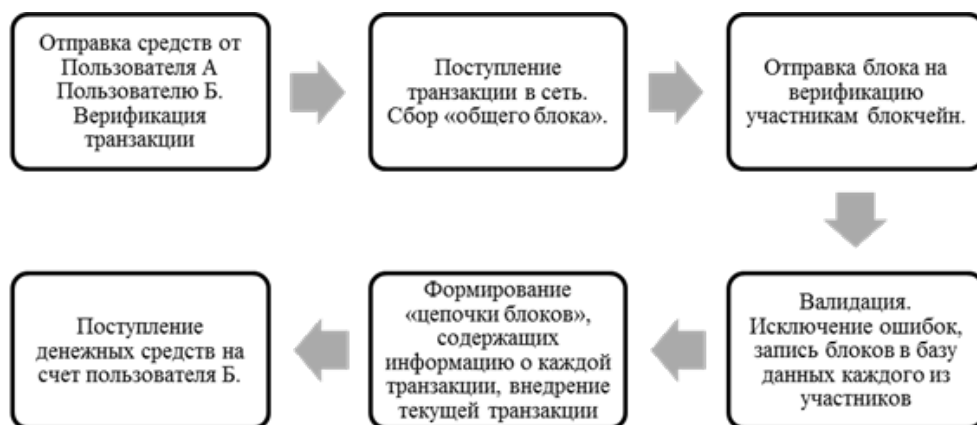 Отправка средств от
Пользователя А
Пользователю Б.
Верификация
транзакции
Поступление
транзакции в сеть.
Сбор «общего блока».
Отправка блока на
верификацию
участникам блокчейн.
Валидация.
Исключение ошибок,
запись блоков в базу
данных каждого из
участников
Формирование
«цепочки блоков»,
содержащих
информацию о каждой
транзакции, внедрение
текущей транзакции
Поступление
денежных средств на
счет пользователя Б.